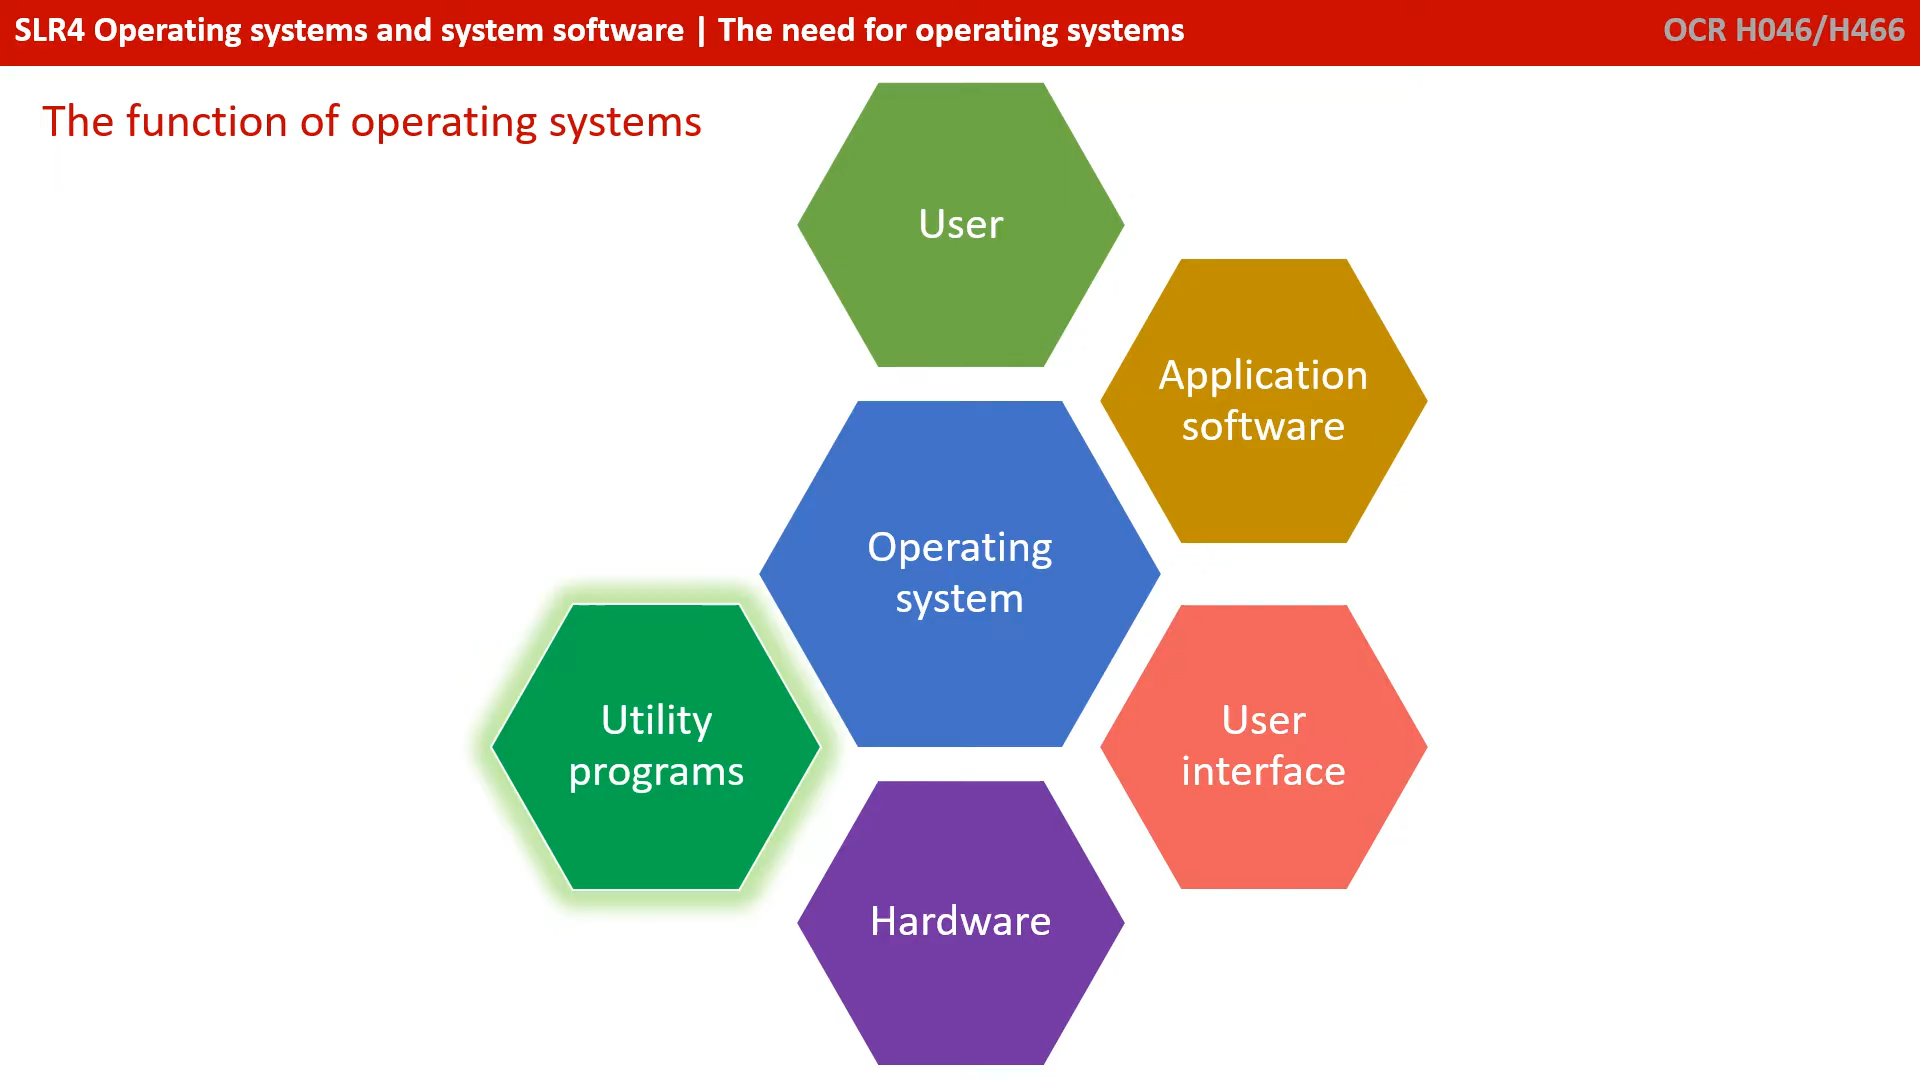 SLR4 Operating systems and system software | The need for operating systems
OCR H046/H466
The function of operating systems
User
Application
software
Operating
system
Utility
programs
User
interface
Hardware